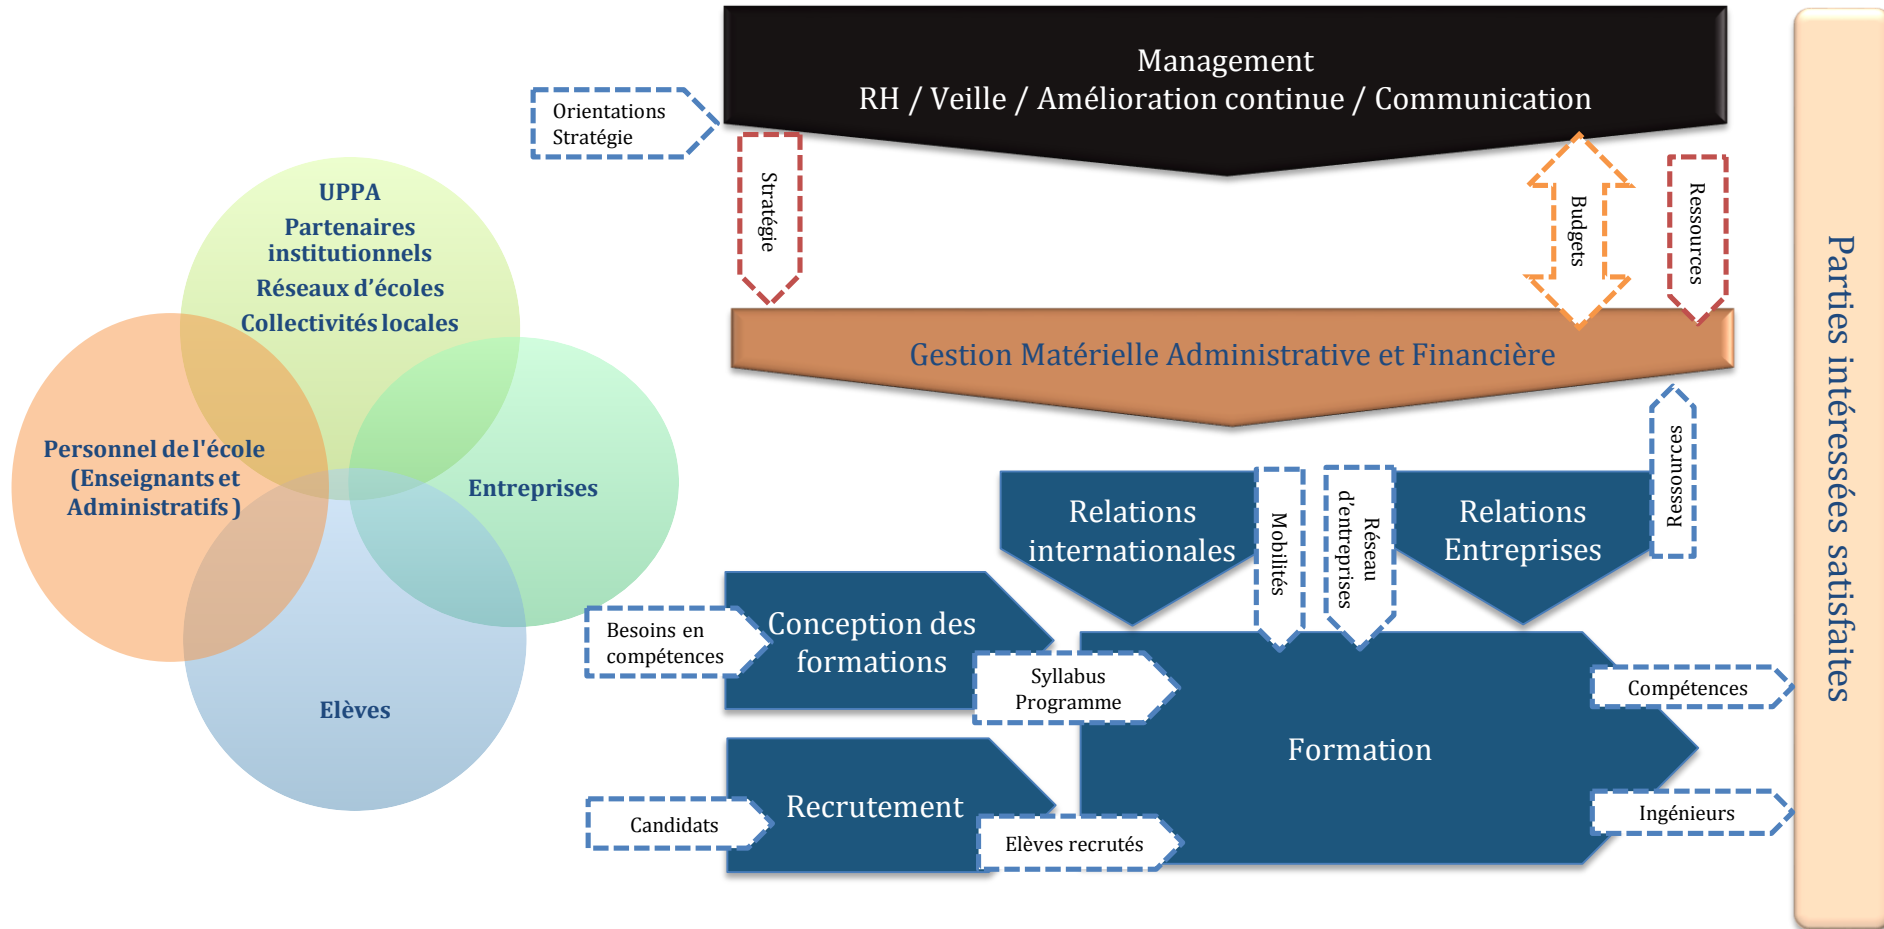 Management
RH / Veille / Amélioration continue / Communication
Orientations
Stratégie
Stratégie
Budgets
Ressources
UPPA
Partenaires
institutionnels
Réseaux d'écoles
Collectivités locales
Personnel de l'école
(Enseignants et
Administratifs )
Entreprises
Elèves
Gestion Matérielle Administrative et Financière
Ressources
Relations
internationales
Mobilités
Réseau
d'entreprises
Relations
Entreprises
Besoins en
compétences
Conception des
formations
Syllabus
Programme
Formation
Compétences
Candidats
Recrutement
Elèves recrutés
Ingénieurs
Parties intéressées satisfaites